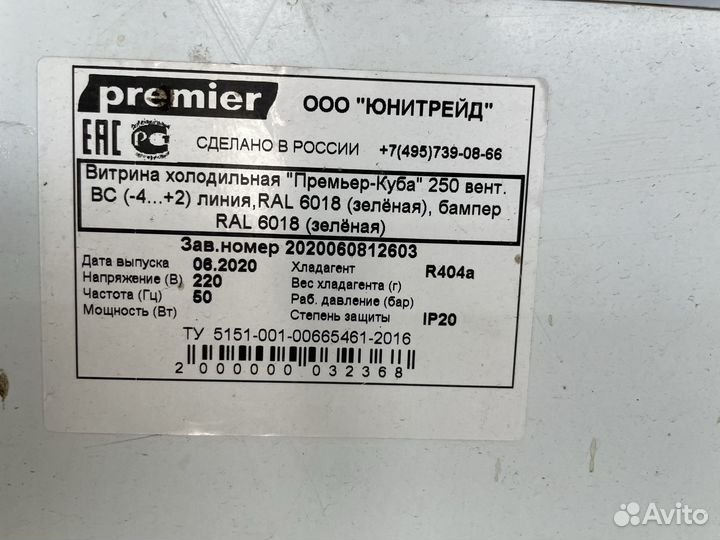 premier
ООО "ЮНИТРЕЙД"
ЕАС РС СДЕЛАНО В РОССИИ +7(495)739-08-66
Витрина холодильная "Премьер-Куба" 250 вент.
ВС (-4...+2) линия,RAL 6018 (зелёная), бампер
RAL 6018 (зелёная)
Зав.номер 2020060812603
Дата выпуска 06.2020 Хладагент R404a
Напряжение (В) 220 Вес хладагента (г)
Частота (Гц) 50 Раб. давление (бар)
Мощность (Вт) Степень защиты IP20
ТУ 5151-001-00665461-2016
2 000000 032368
Avito